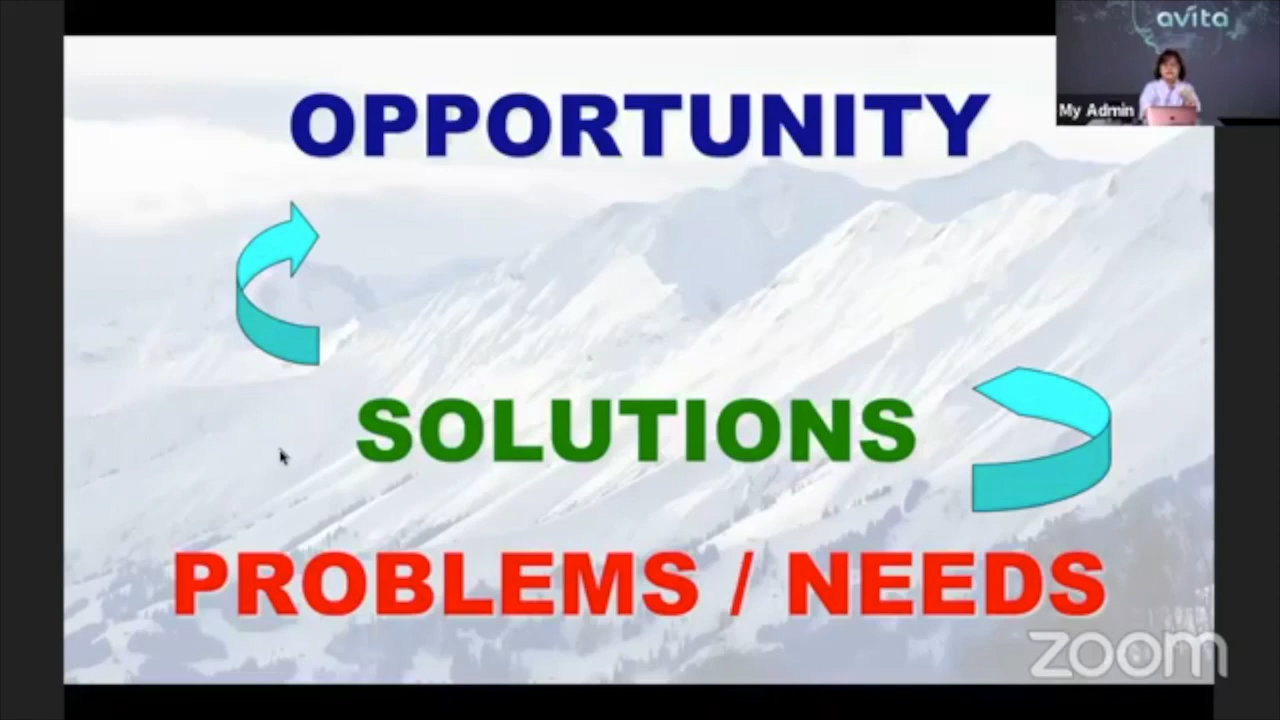 avita
My Admin
OPPORTUNITY
SOLUTIONS
PROBLEMS / NEEDS
zoom